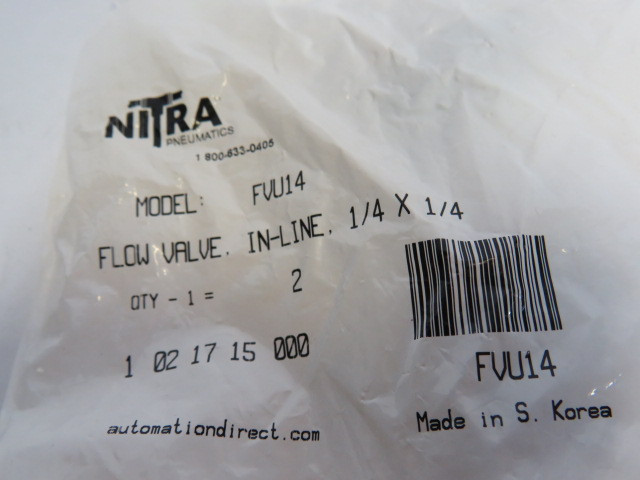 NITRA
PNEUMATICS
1 800-633-0405
MODEL: FVU14
FLOW VALVE, IN-LINE, 1/4 X 1/4
QTY - 1 = 2
1 02 17 15 000
FVU14
automationdirect.com
Made in S. Korea